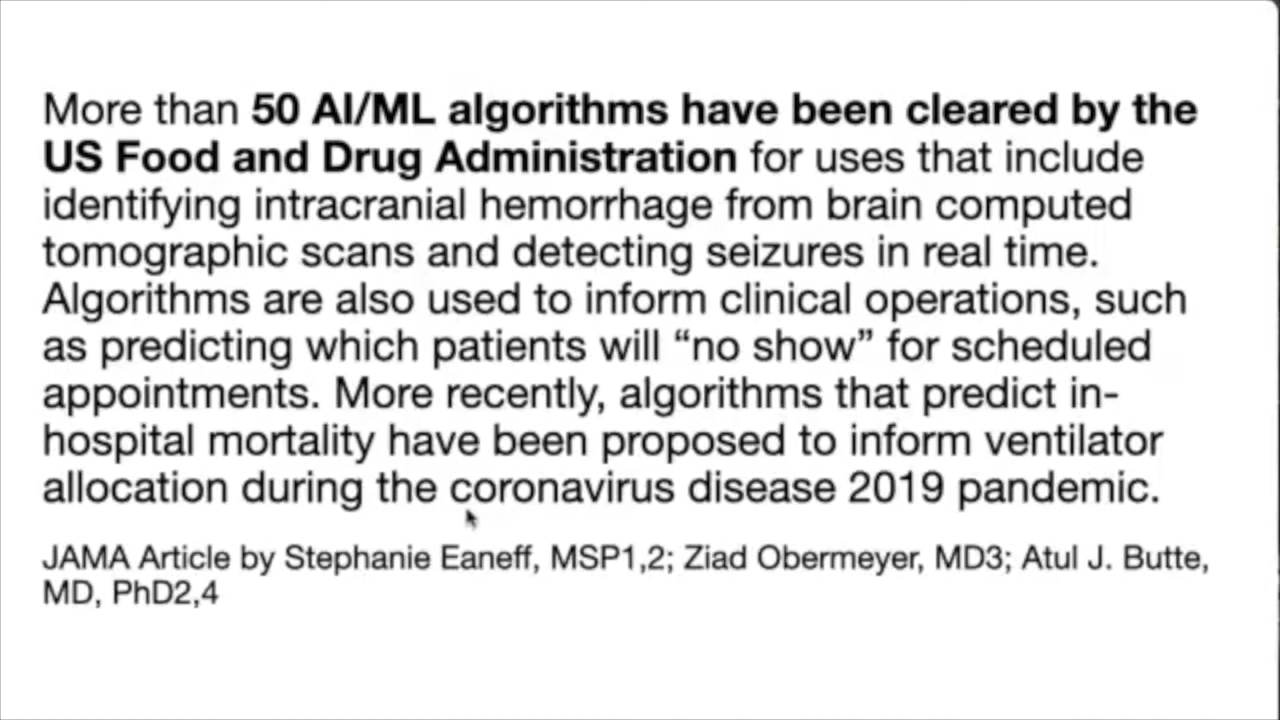 More than 50 AI/ML algorithms have been cleared by the
US Food and Drug Administration for uses that include
identifying intracranial hemorrhage from brain computed
tomographic scans and detecting seizures in real time.
Algorithms are also used to inform clinical operations, such
as predicting which patients will “no show” for scheduled
appointments. More recently, algorithms that predict in-
hospital mortality have been proposed to inform ventilator
allocation during the coronavirus disease 2019 pandemic.
JAMA Article by Stephanie Eaneff, MSP1,2; Ziad Obermeyer, MD3; Atul J. Butte,
MD, PhD2,4